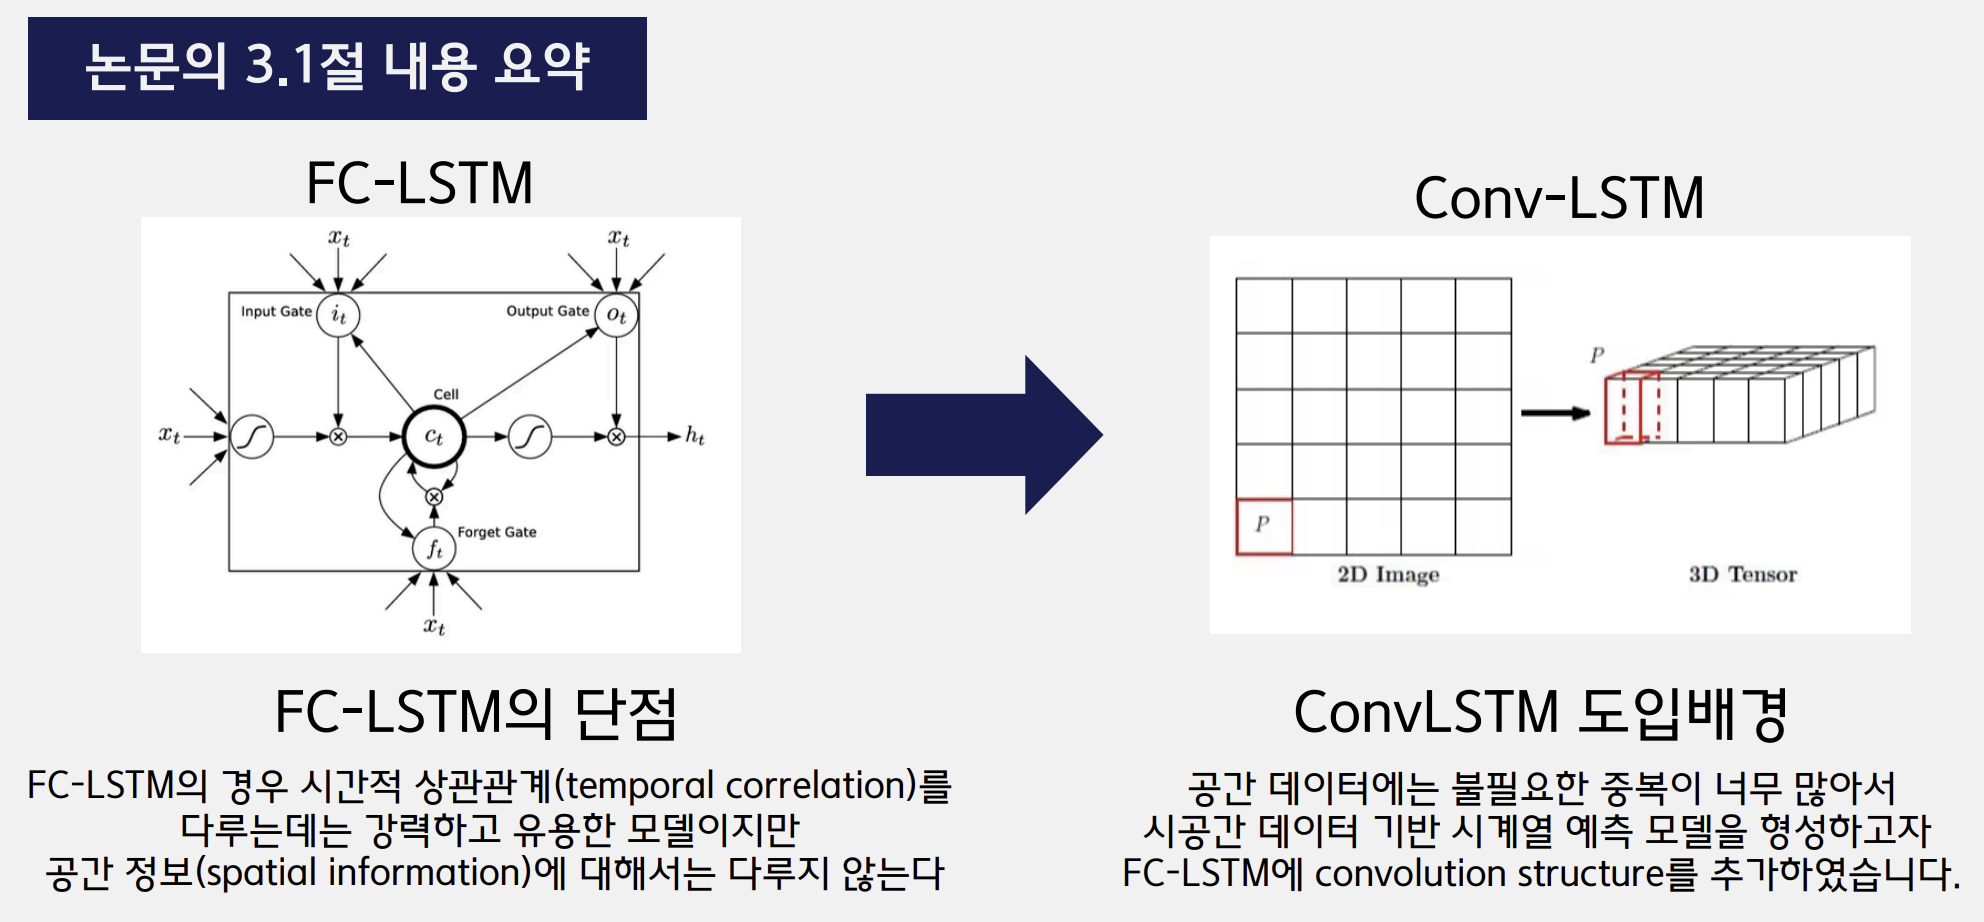 논문의 3.1절 내용 요약
FC-LSTM
x_t
x_t
Input Gate
i_t
Output Gate
o_t
Cell
x_t
c_t
h_t
Forget Gate
f_t
x_t
FC-LSTM의 단점
FC-LSTM의 경우 시간적 상관관계(temporal correlation)를
다루는데는 강력하고 유용한 모델이지만
공간 정보(spatial information)에 대해서는 다루지 않는다
Conv-LSTM
P
P
2D Image
3D Tensor
ConvLSTM 도입배경
공간 데이터에는 불필요한 중복이 너무 많아서
시공간 데이터 기반 시계열 예측 모델을 형성하고자
FC-LSTM에 convolution structure를 추가하였습니다.